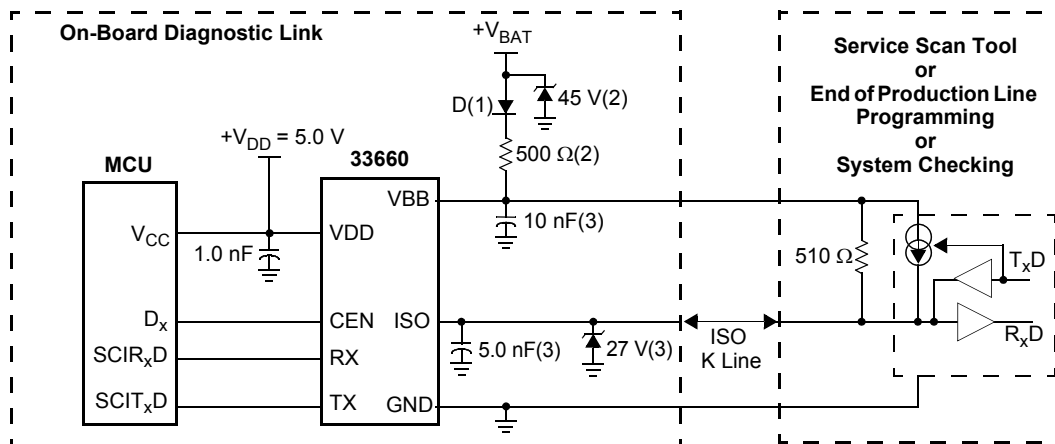 On-Board Diagnostic Link
+VBAT
D(1)
45 V(2)
500 Ω(2)
+VDD = 5.0 V
MCU
33660
VBB
10 nF(3)
VCC
VDD
1.0 nF
Dx
CEN
ISO
SCIRxD
RX
5.0 nF(3)
27 V(3)
SCITxD
TX
GND
ISO
K Line
Service Scan Tool
or
End of Production Line
Programming
or
System Checking
510 Ω
TxD
RxD